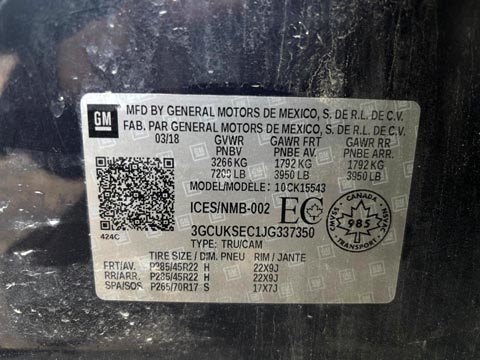 GM
MFD BY GENERAL MOTORS DE MEXICO, S. DE R.L. DE C.V.
FAB. PAR GENERAL MOTORS DE MEXICO, S. DE R.L. DE C.V.
03/18 GVWR GAWR FRT GAWR RR
PNBV PNBE AV. PNBE ARR.
3266 KG 1792 KG 1792 KG
7200 LB 3950 LB 3950 LB
MODEL/MODÈLE: 10 CK15543
ICES/NMB-002 EC
CANADA
985
3GCUKSEC1JG337350
424C
TYPE: TRU/CAM
TIRE SIZE / DIM. PNEU RIM / JANTE
FRT/AV. P285/45R22 H 22X9J
RR/ARR. P285/45R22 H 22X9J
SPA/SOS P265/70R17 S 17X7J